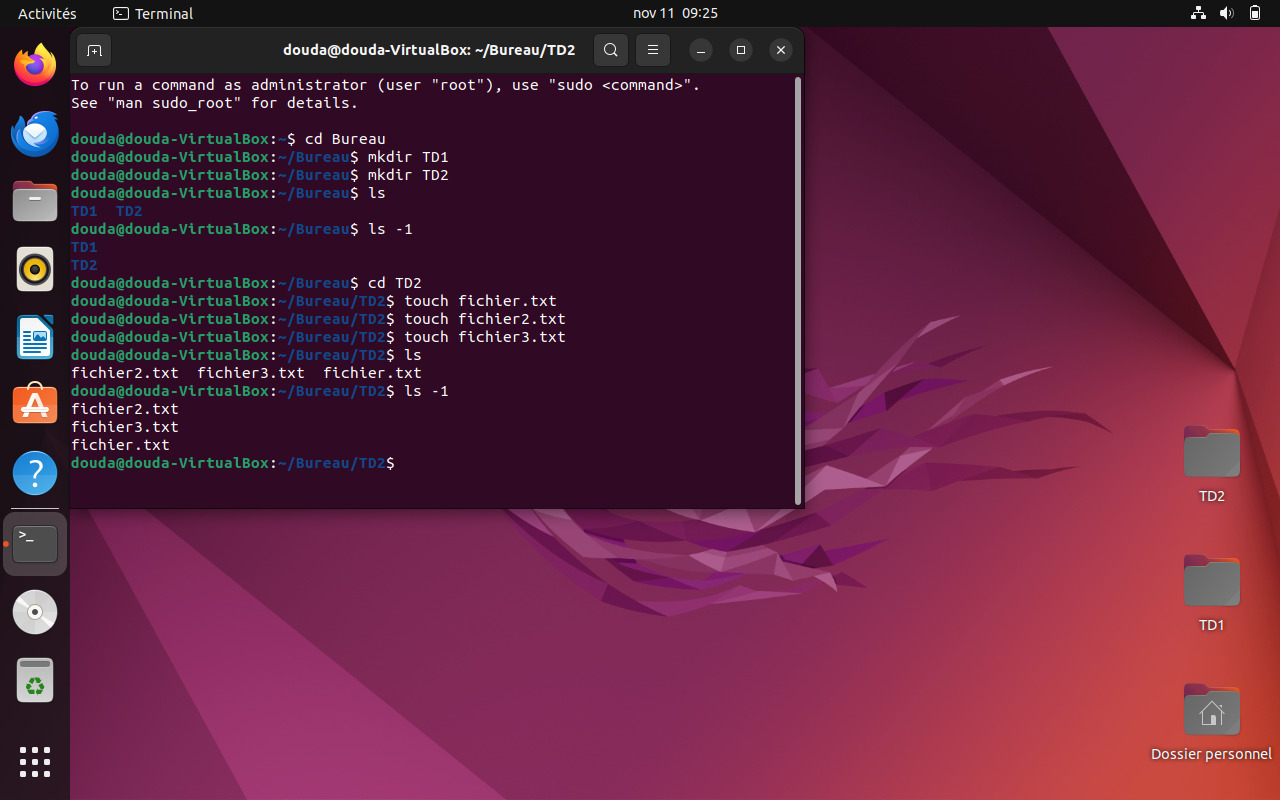 Activités Terminal nov 11 09:25
douda@douda-VirtualBox: ~/Bureau/TD2
To run a command as administrator (user "root"), use "sudo <command>".
See "man sudo_root" for details.
douda@douda-VirtualBox:~$ cd Bureau
douda@douda-VirtualBox:~/Bureau$ mkdir TD1
douda@douda-VirtualBox:~/Bureau$ mkdir TD2
douda@douda-VirtualBox:~/Bureau$ ls
TD1  TD2
douda@douda-VirtualBox:~/Bureau$ ls -1
TD1
TD2
douda@douda-VirtualBox:~/Bureau$ cd TD2
douda@douda-VirtualBox:~/Bureau/TD2$ touch fichier.txt
douda@douda-VirtualBox:~/Bureau/TD2$ touch fichier2.txt
douda@douda-VirtualBox:~/Bureau/TD2$ touch fichier3.txt
douda@douda-VirtualBox:~/Bureau/TD2$ ls
fichier2.txt  fichier3.txt  fichier.txt
douda@douda-VirtualBox:~/Bureau/TD2$ ls -1
fichier2.txt
fichier3.txt
fichier.txt
douda@douda-VirtualBox:~/Bureau/TD2$
TD2
TD1
Dossier personnel